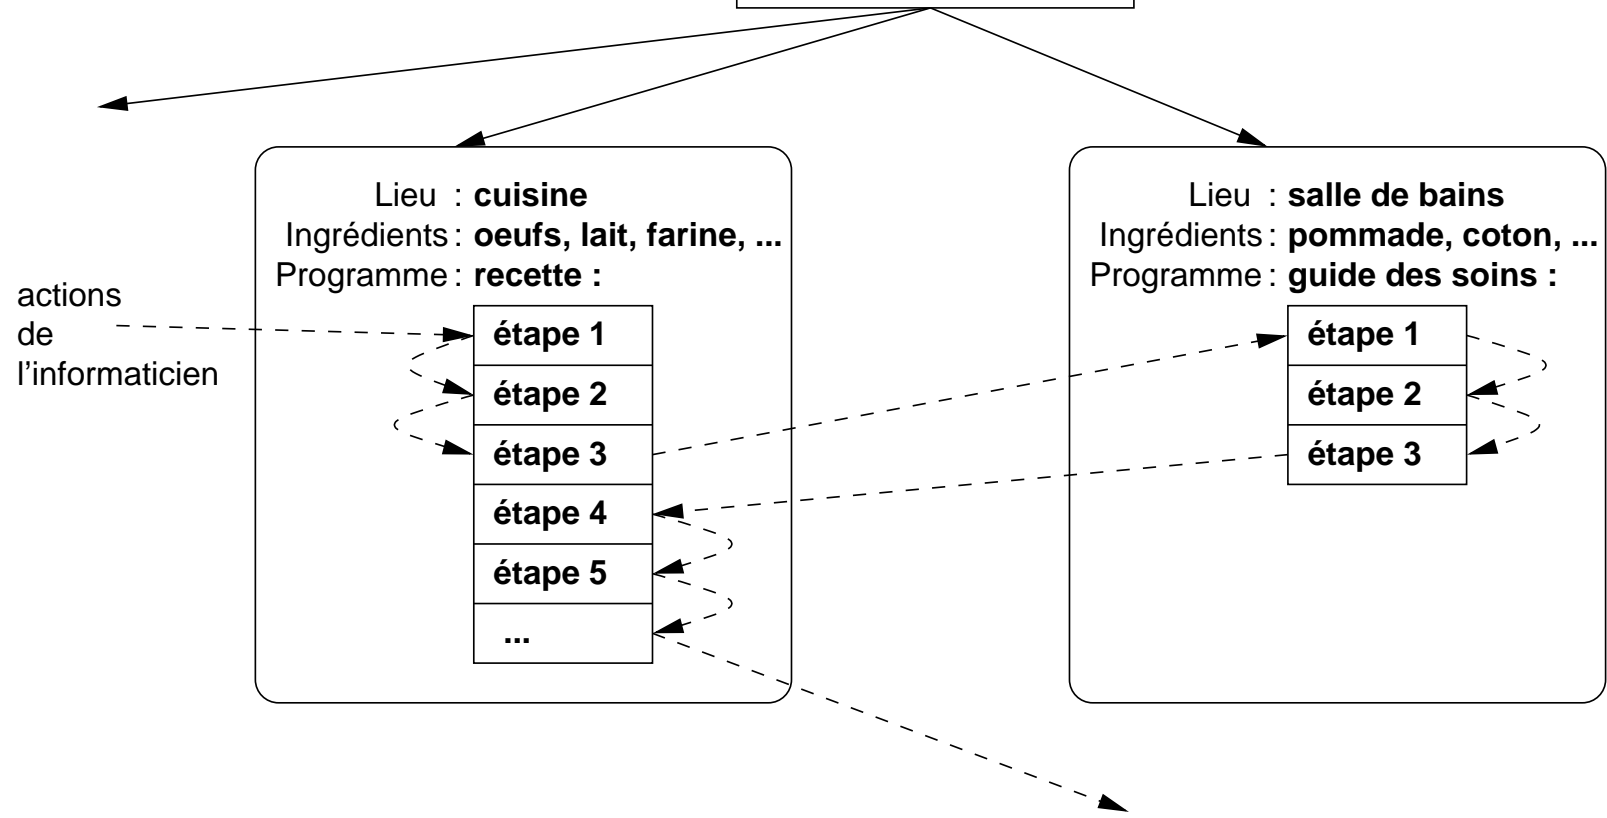 Lieu : cuisine
Ingrédients : oeufs, lait, farine, ...
Programme : recette :
actions
de
l'informaticien
étape 1
étape 2
étape 3
étape 4
étape 5
...
Lieu : salle de bains
Ingrédients : pommade, coton, ...
Programme : guide des soins :
étape 1
étape 2
étape 3